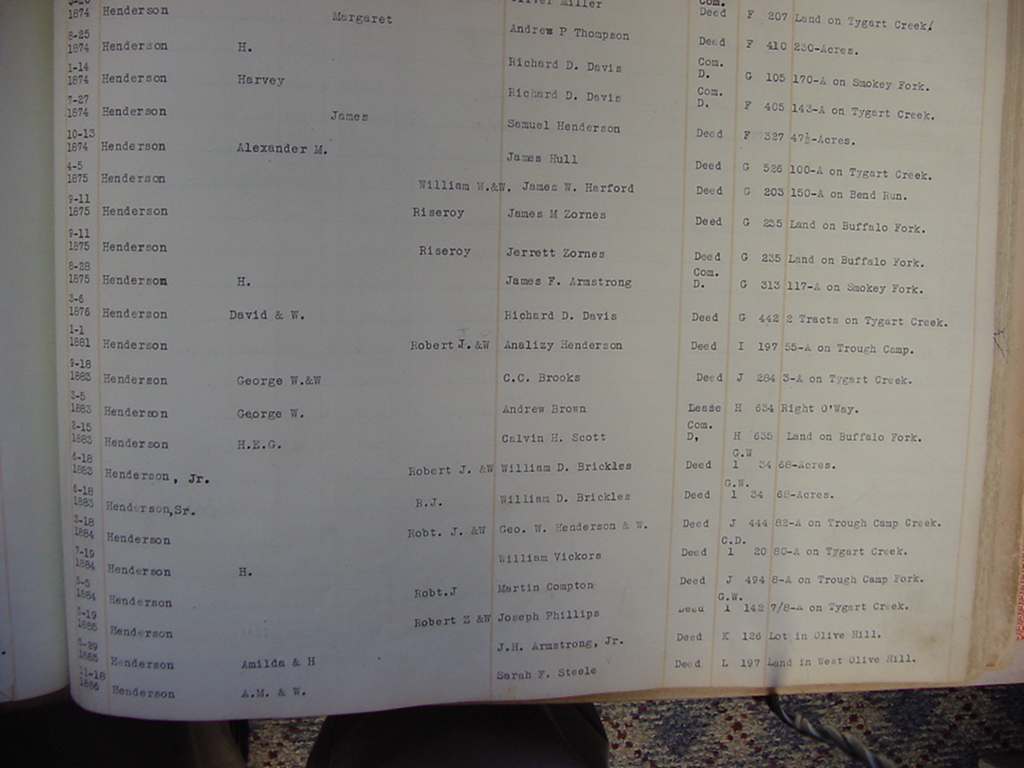 Oliver Miller Com. Deed F 207 Land on Tygart Creek.
1874 Henderson Margaret Andrew P Thompson Deed F 410 230-Acres.
8-25
1874 Henderson H. Richard D. Davis Com. D. G 105 170-A on Smokey Fork.
1-14
1874 Henderson Harvey Richard D. Davis Com. D. F 405 143-A on Tygart Creek.
7-27
1874 Henderson James Samuel Henderson Deed F 327 47½-Acres.
10-13
1874 Henderson Alexander M. James Hull Deed G 526 100-A on Tygart Creek.
4-5
1875 Henderson William W.&W. James W. Harford Deed G 203 150-A on Bend Run.
9-11
1875 Henderson Riseroy James M Zornes Deed G 235 Land on Buffalo Fork.
9-11
1875 Henderson Riseroy Jerrett Zornes Deed G 235 Land on Buffalo Fork.
8-28
1875 Henderson H. James F. Armstrong Com. D. G 313 117-A on Smokey Fork.
3-6
1876 Henderson David & W. Richard D. Davis Deed G 442 2 Tracts on Tygart Creek.
1-1
1881 Henderson Robert J. &W Analizy Henderson Deed I 197 55-A on Trough Camp.
9-18
1883 Henderson George W.&W C.C. Brooks Deed J 284 3-A on Tygart Creek.
3-5
1883 Henderson George W. Andrew Brown Lease H 634 Right O'Way.
2-15
1883 Henderson H.E.G. Calvin H. Scott Com. D, H 635 Land on Buffalo Fork.
4-18
1883 Henderson, Jr. Robert J. &W William D. Brickles Deed G.W 1 34 68-Acres.
4-18
1883 Henderson,Sr. R.J. William D. Brickles Deed G.W. 1 34 68-Acres.
3-18
1884 Henderson Robt. J. &W Geo. W. Henderson & W. Deed J 444 82-A on Trough Camp Creek.
7-19
1884 Henderson H. William Vickors Deed C.D. 1 20 80-A on Tygart Creek.
5-5
1884 Henderson Robt.J Martin Compton Deed J 494 8-A on Trough Camp Fork.
5-19
1885 Henderson Robert Z &W Joseph Phillips Deed G.W. 1 142 7/8-A on Tygart Creek.
5-29
1885 Henderson Amilda & H J.H. Armstrong, Jr. Deed K 126 Lot in Olive Hill.
11-18
1886 Henderson A.M. & W. Sarah F. Steele Deed L 197 Land in West Olive Hill.